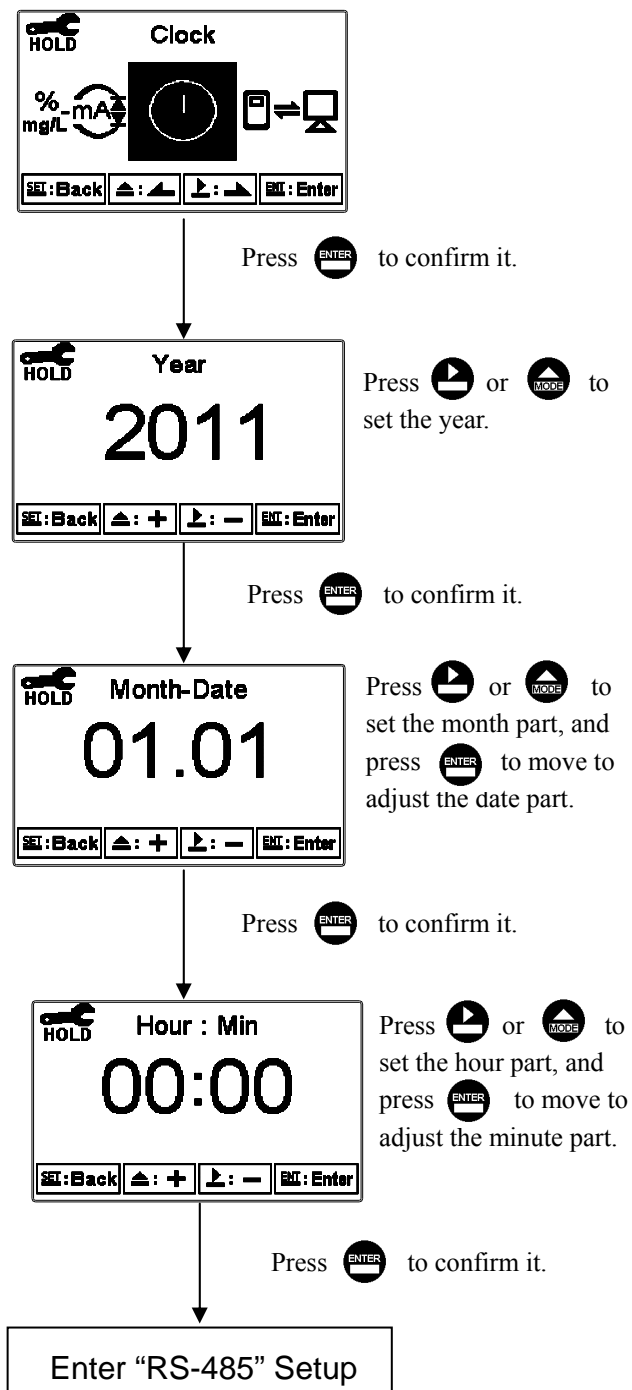 HOLD
Clock
%
mg/L
mA
SET:Back
:
:
ENT:Enter
Press ENTER to confirm it.
HOLD
Year
2011
SET:Back
: +
: −
ENT:Enter
Press or MODE to
set the year.
Press ENTER to confirm it.
HOLD
Month-Date
01.01
SET:Back
: +
: −
ENT:Enter
Press or MODE to
set the month part, and
press ENTER to move to
adjust the date part.
Press ENTER to confirm it.
HOLD
Hour : Min
00:00
SET:Back
: +
: −
ENT:Enter
Press or MODE to
set the hour part, and
press ENTER to move to
adjust the minute part.
Press ENTER to confirm it.
Enter “RS-485” Setup